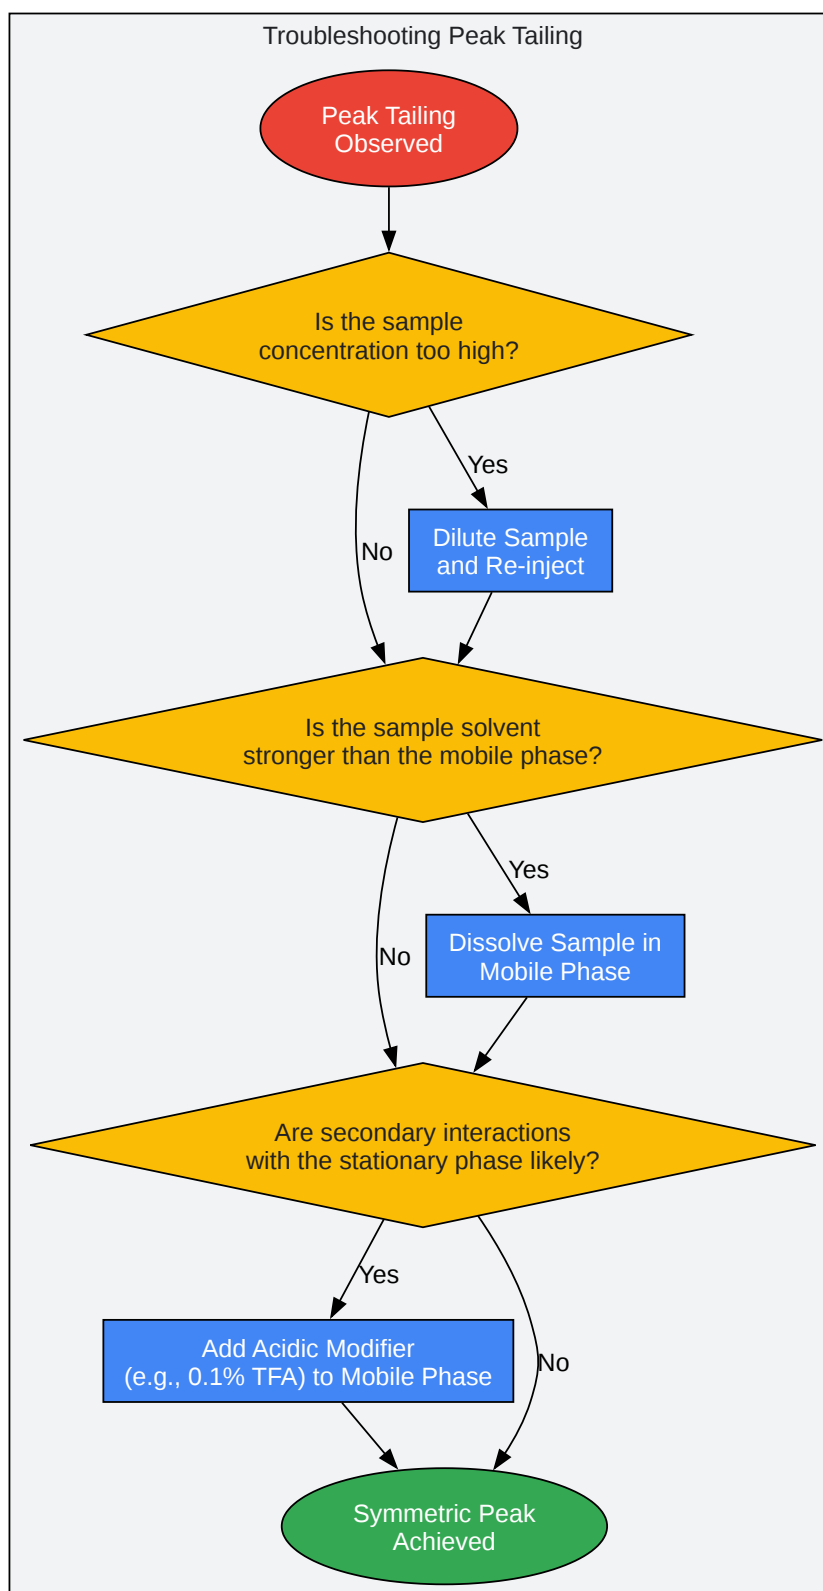 Troubleshooting Peak Tailing
Peak Tailing
Observed
Is the sample
concentration too high?
Yes
No
Dilute Sample
and Re-inject
Is the sample solvent
stronger than the mobile phase?
Yes
No
Dissolve Sample in
Mobile Phase
Are secondary interactions
with the stationary phase likely?
Yes
No
Add Acidic Modifier
(e.g., 0.1% TFA) to Mobile Phase
Symmetric Peak
Achieved